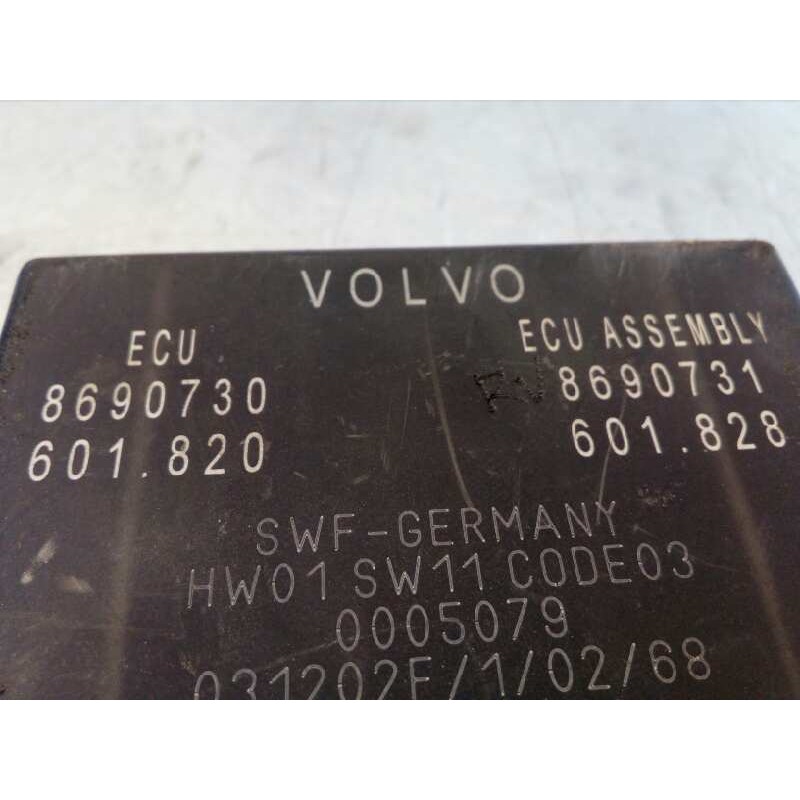 VOLVO
ECU ECU ASSEMBLY
8690730 8690731
601.820 601.828
SWF-GERMANY
HW01 SW11 CODE03
0005079
031202F/1/02/68